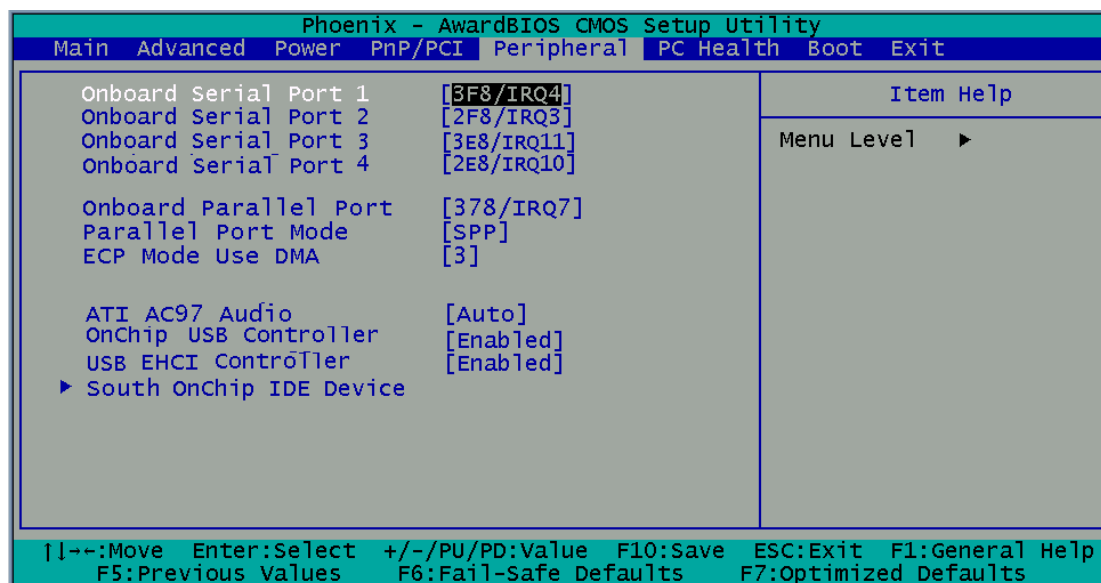 Phoenix - AwardBIOS CMOS Setup Utility
Main Advanced Power PnP/PCI Peripheral PC Health Boot Exit
Onboard Serial Port 1 [3F8/IRQ4] Item Help
Onboard Serial Port 2 [2F8/IRQ3]
Onboard Serial Port 3 [3E8/IRQ11] Menu Level ▶
Onboard Serial Port 4 [2E8/IRQ10]
Onboard Parallel Port [378/IRQ7]
Parallel Port Mode [SPP]
ECP Mode Use DMA [3]
ATI AC97 Audio [Auto]
OnChip USB Controller [Enabled]
USB EHCI Controller [Enabled]
▶ South OnChip IDE Device
↑↓→←:Move Enter:Select +/-/PU/PD:Value F10:Save ESC:Exit F1:General Help
F5:Previous Values F6:Fail-Safe Defaults F7:Optimized Defaults